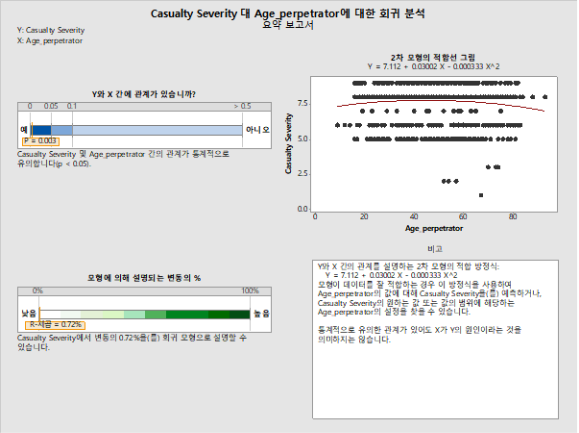 Casualty Severity 대 Age_perpetrator에 대한 회귀 분석
요약 보고서
Y: Casualty Severity
X: Age_perpetrator
Y와 X 간에 관계가 있습니까?
0 0.05 0.1 > 0.5
예 아니오
P = 0.003
Casualty Severity 및 Age_perpetrator 간의 관계가 통계적으로
유의합니다(p < 0.05).
2차 모형의 적합선 그림
Y = 7.112 + 0.03002 X - 0.000333 X^2
Casualty Severity
7.5
5.0
2.5
0.0
0 20 40 60 80
Age_perpetrator
모형에 의해 설명되는 변동의 %
0% 100%
낮음 높음
R-제곱 = 0.72%
Casualty Severity에서 변동의 0.72%을(를) 회귀 모형으로 설명할 수
있습니다.
비고
Y와 X 간의 관계를 설명하는 2차 모형의 적합 방정식:
Y = 7.112 + 0.03002 X - 0.000333 X^2
모형이 데이터를 잘 적합하는 경우 이 방정식을 사용하여
Age_perpetrator의 값에 대해 Casualty Severity을(를) 예측하거나,
Casualty Severity의 원하는 값 또는 값의 범위에 해당하는
Age_perpetrator의 설정을 찾을 수 있습니다.
통계적으로 유의한 관계가 있어도 X가 Y의 원인이라는 것을
의미하지는 않습니다.